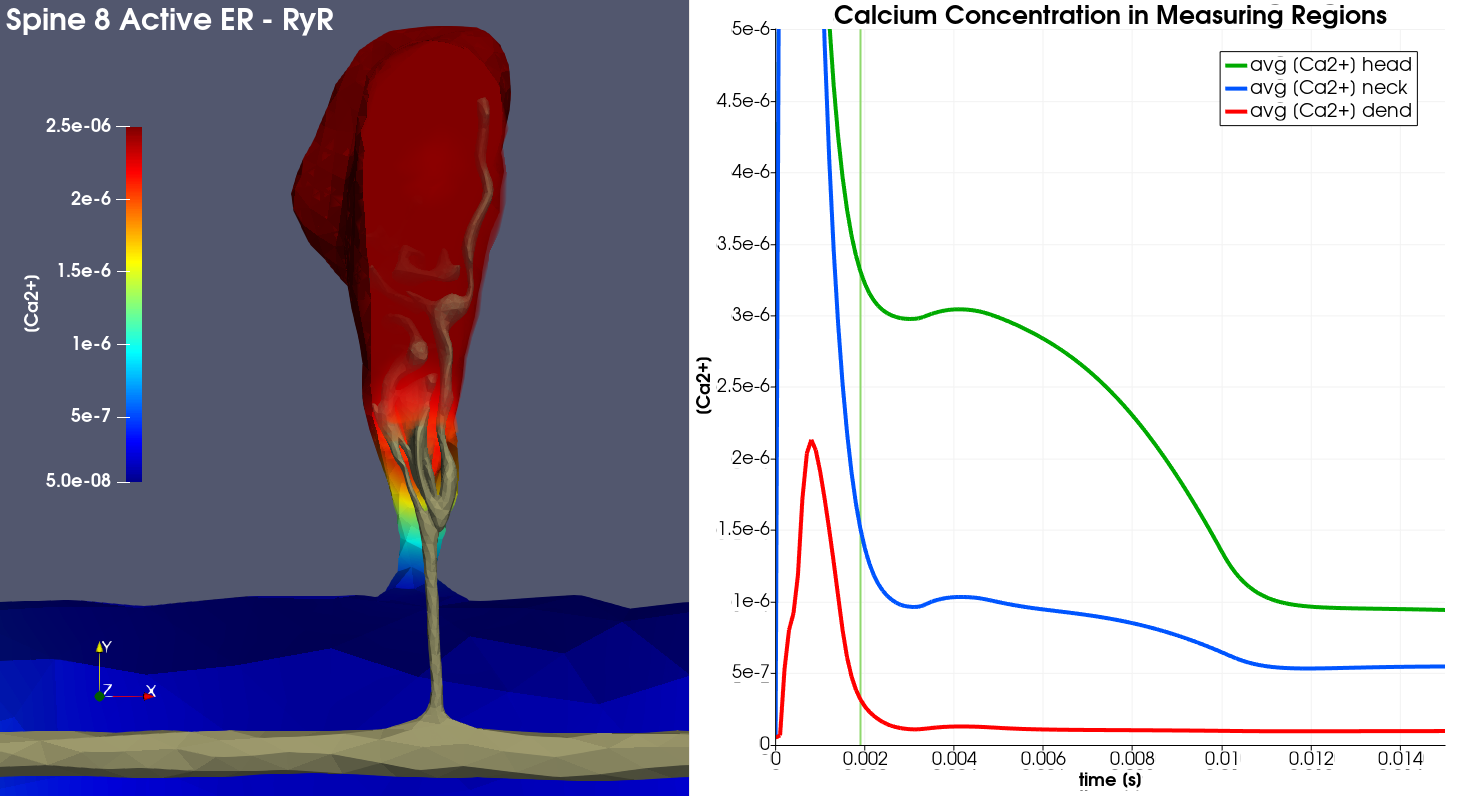 Spine 8 Active ER - RyR
2.5e-06
2e-6
1.5e-6
1e-6
5e-7
5.0e-08
(Ca2+)
Y
Z
X
Calcium Concentration in Measuring Regions
avg (Ca2+) head
avg (Ca2+) neck
avg (Ca2+) dend
5e-6
4.5e-6
4e-6
3.5e-6
3e-6
2.5e-6
2e-6
1.5e-6
1e-6
5e-7
0
(Ca2+)
0 0.002 0.004 0.006 0.008 0.01 0.012 0.014
time (s)